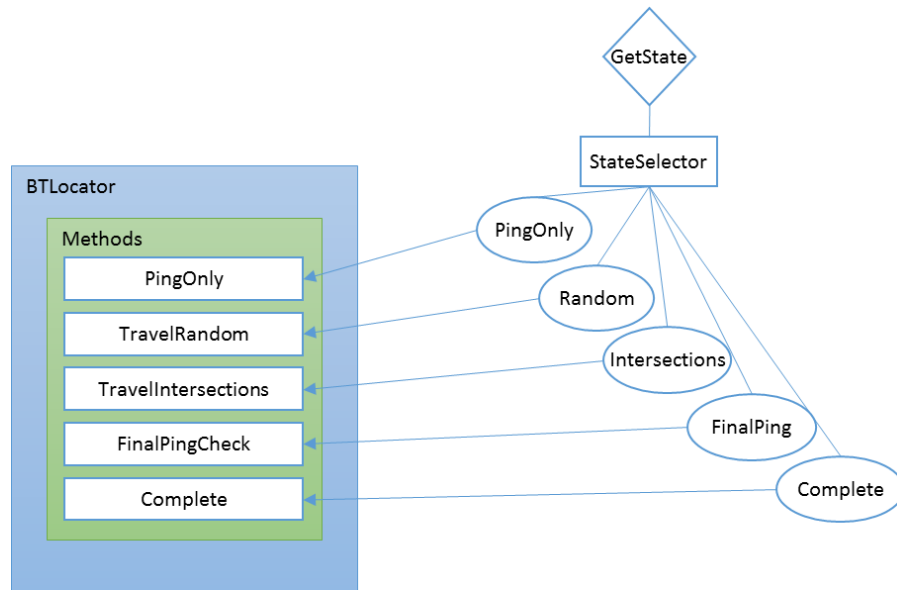 GetState
StateSelector
BTLocator
Methods
PingOnly
TravelRandom
TravelIntersections
FinalPingCheck
Complete
PingOnly
Random
Intersections
FinalPing
Complete